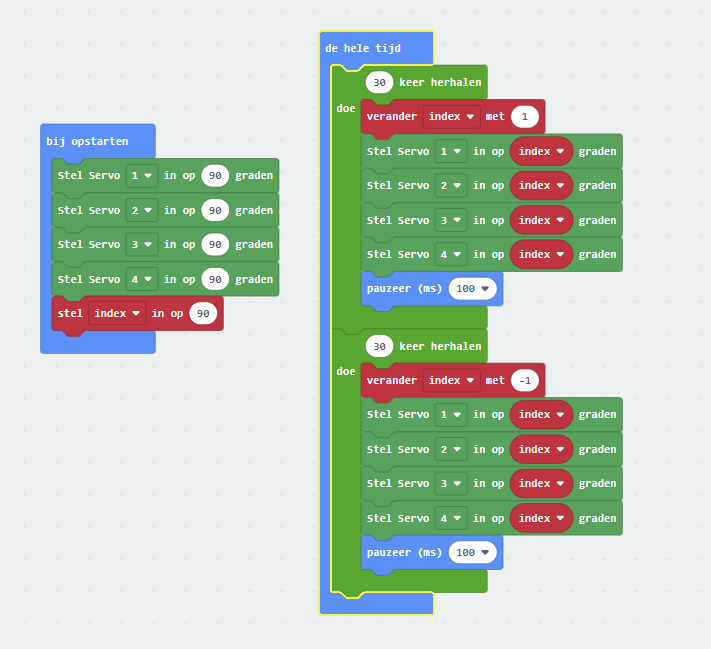 bij opstarten
Stel Servo 1 in op 90 graden
Stel Servo 2 in op 90 graden
Stel Servo 3 in op 90 graden
Stel Servo 4 in op 90 graden
stel index in op 90
de hele tijd
30 keer herhalen
doe
verander index met 1
Stel Servo 1 in op index graden
Stel Servo 2 in op index graden
Stel Servo 3 in op index graden
Stel Servo 4 in op index graden
pauzeer (ms) 100
30 keer herhalen
doe
verander index met -1
Stel Servo 1 in op index graden
Stel Servo 2 in op index graden
Stel Servo 3 in op index graden
Stel Servo 4 in op index graden
pauzeer (ms) 100